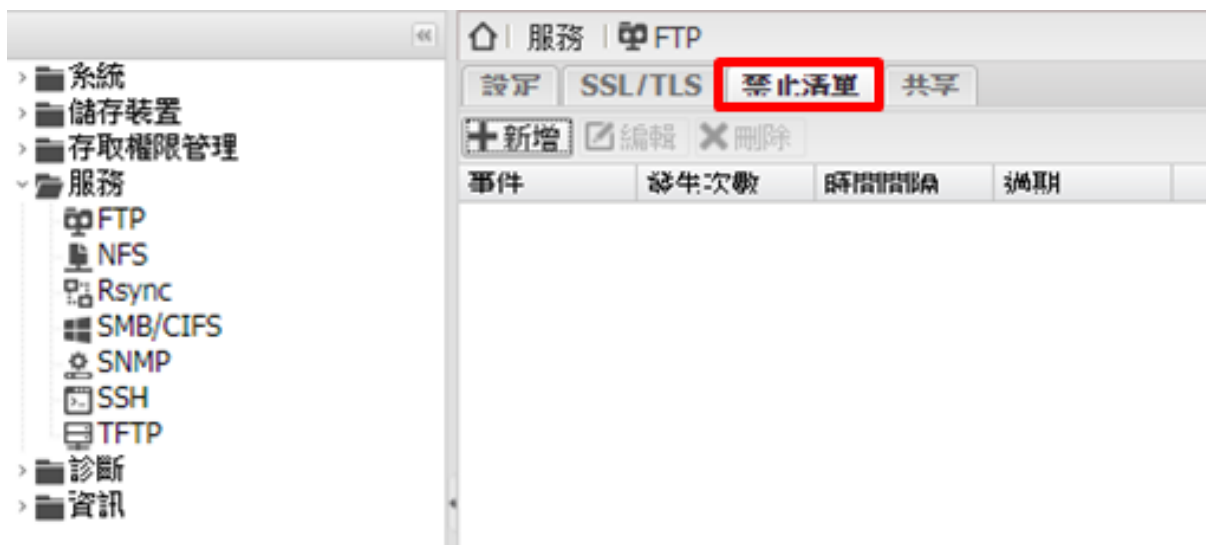 服務 FTP
系統
儲存裝置
存取權限管理
服務
FTP
NFS
Rsync
SMB/CIFS
SNMP
SSH
TFTP
診斷
資訊
設定 SSL/TLS 禁止清單 共享
新增 編輯 刪除
事件 發生次數 時間間隔 過期